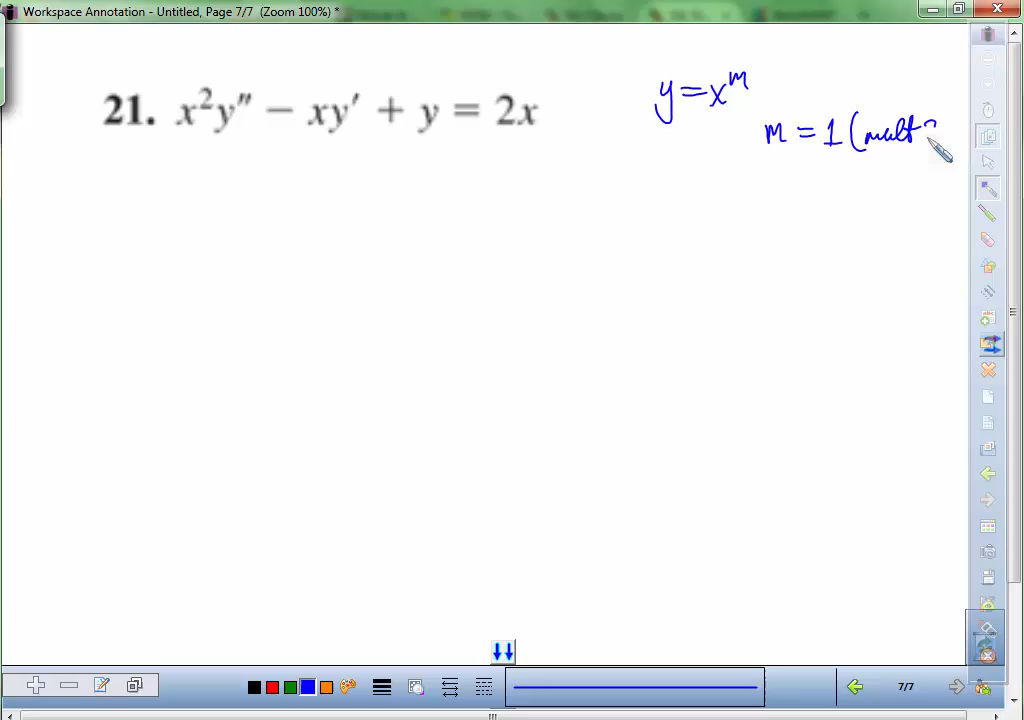 Workspace Annotation - Untitled, Page 7/7 (Zoom 100%) *
21. x²y″ − xy′ + y = 2x
y = x^m
m = 1 (mult
7/7